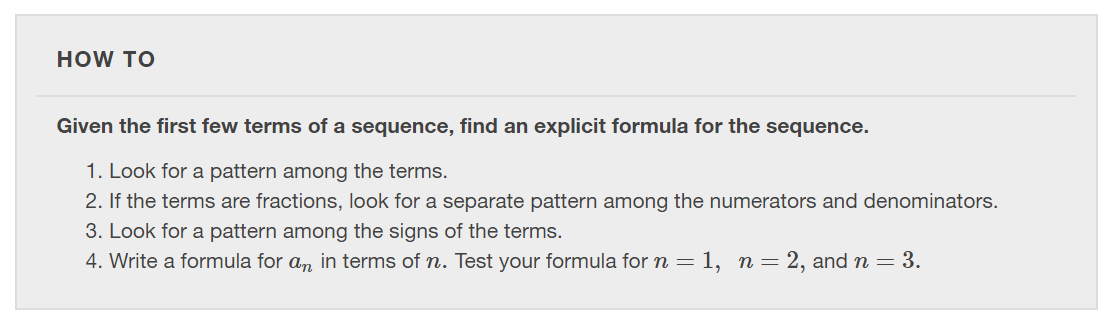 HOW TO
Given the first few terms of a sequence, find an explicit formula for the sequence.
1. Look for a pattern among the terms.
2. If the terms are fractions, look for a separate pattern among the numerators and denominators.
3. Look for a pattern among the signs of the terms.
4. Write a formula for aₙ in terms of n. Test your formula for n = 1, n = 2, and n = 3.